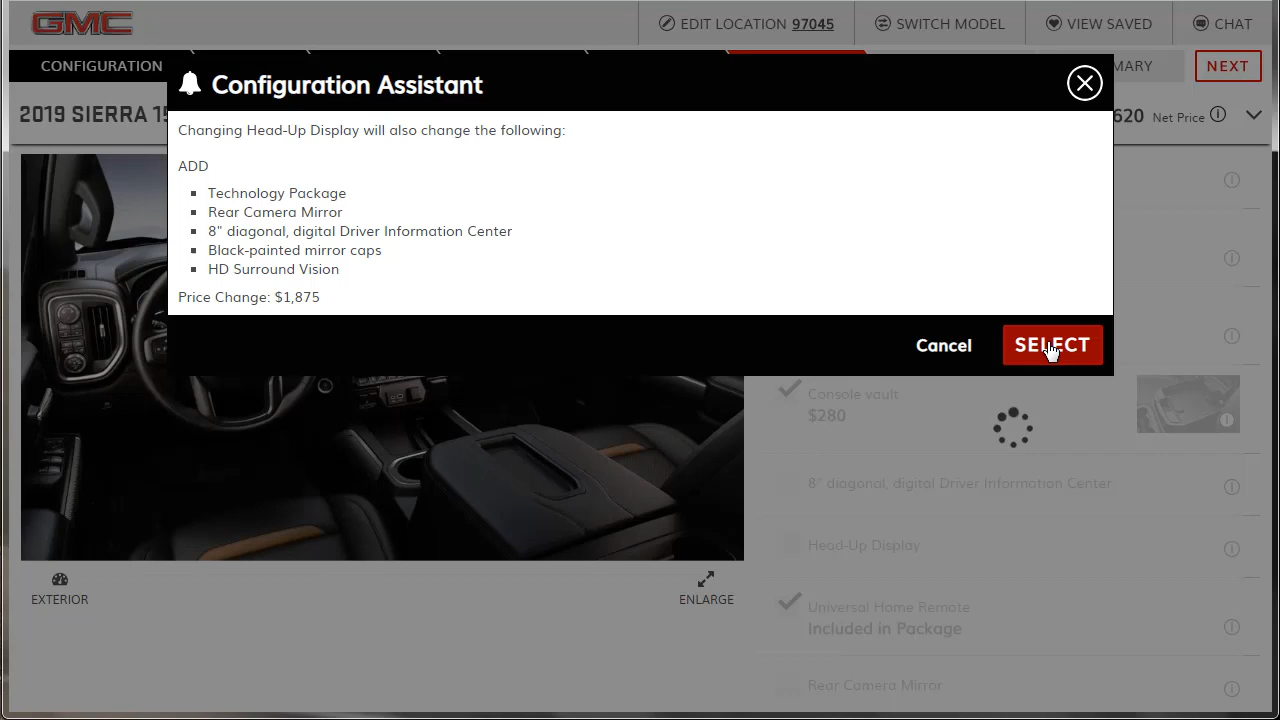 GMC
EDIT LOCATION 97045
SWITCH MODEL
VIEW SAVED
CHAT
CONFIGURATION
MARY
NEXT
Configuration Assistant
2019 SIERRA 15
620 Net Price
Changing Head-Up Display will also change the following:
ADD
Technology Package
Rear Camera Mirror
8" diagonal, digital Driver Information Center
Black-painted mirror caps
HD Surround Vision
Price Change: $1,875
Cancel
SELECT
Console vault
$280
8" diagonal, digital Driver Information Center
Head-Up Display
EXTERIOR
ENLARGE
Universal Home Remote
Included in Package
Rear Camera Mirror